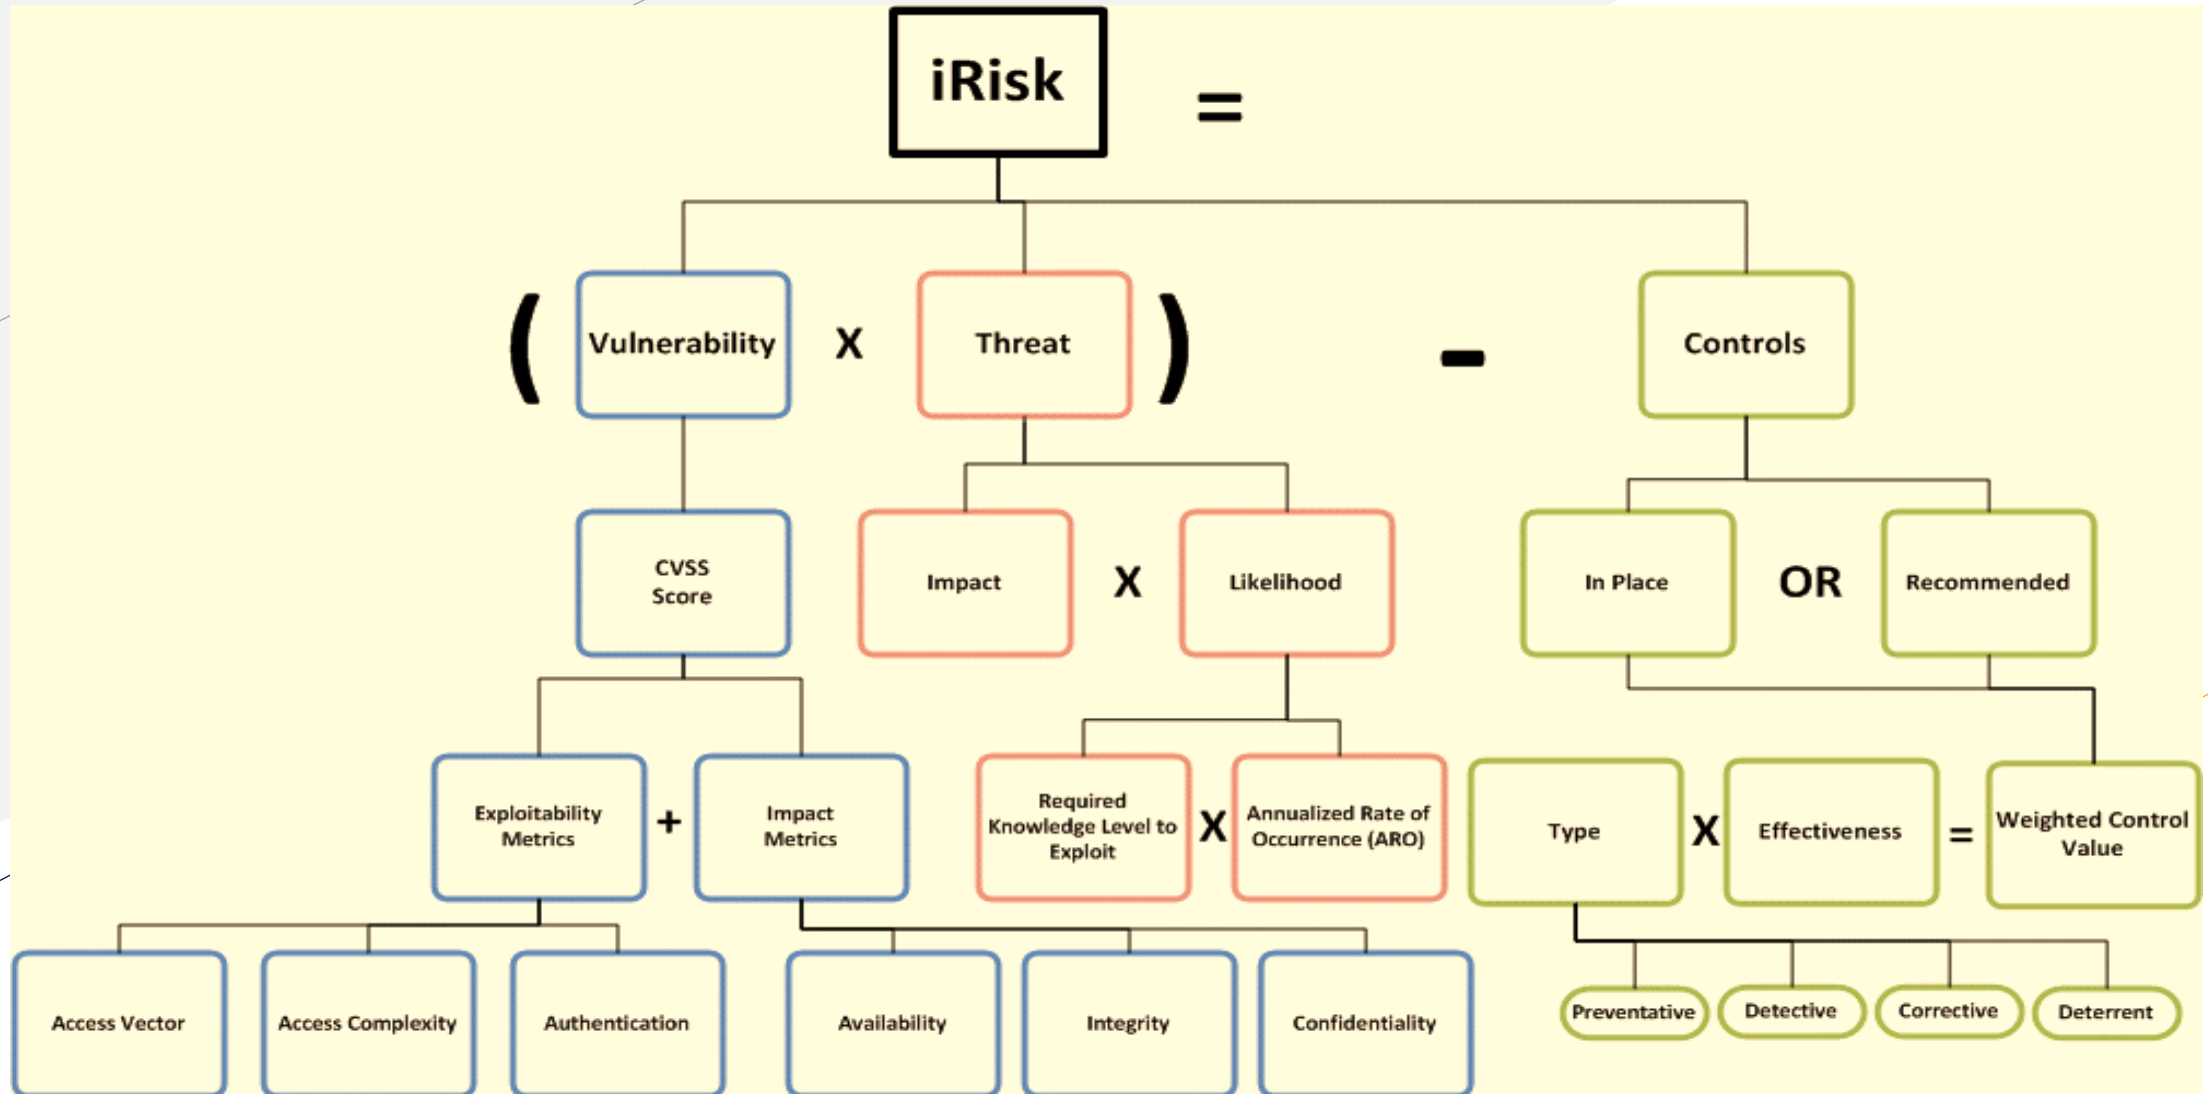 iRisk
=
(
Vulnerability
X
Threat
)
-
Controls
CVSS
Score
Impact
X
Likelihood
In Place
OR
Recommended
Exploitability
Metrics
+
Impact
Metrics
Required
Knowledge Level to
Exploit
X
Annualized Rate of
Occurrence (ARO)
Type
X
Effectiveness
=
Weighted Control
Value
Access Vector
Access Complexity
Authentication
Availability
Integrity
Confidentiality
Preventative
Detective
Corrective
Deterrent